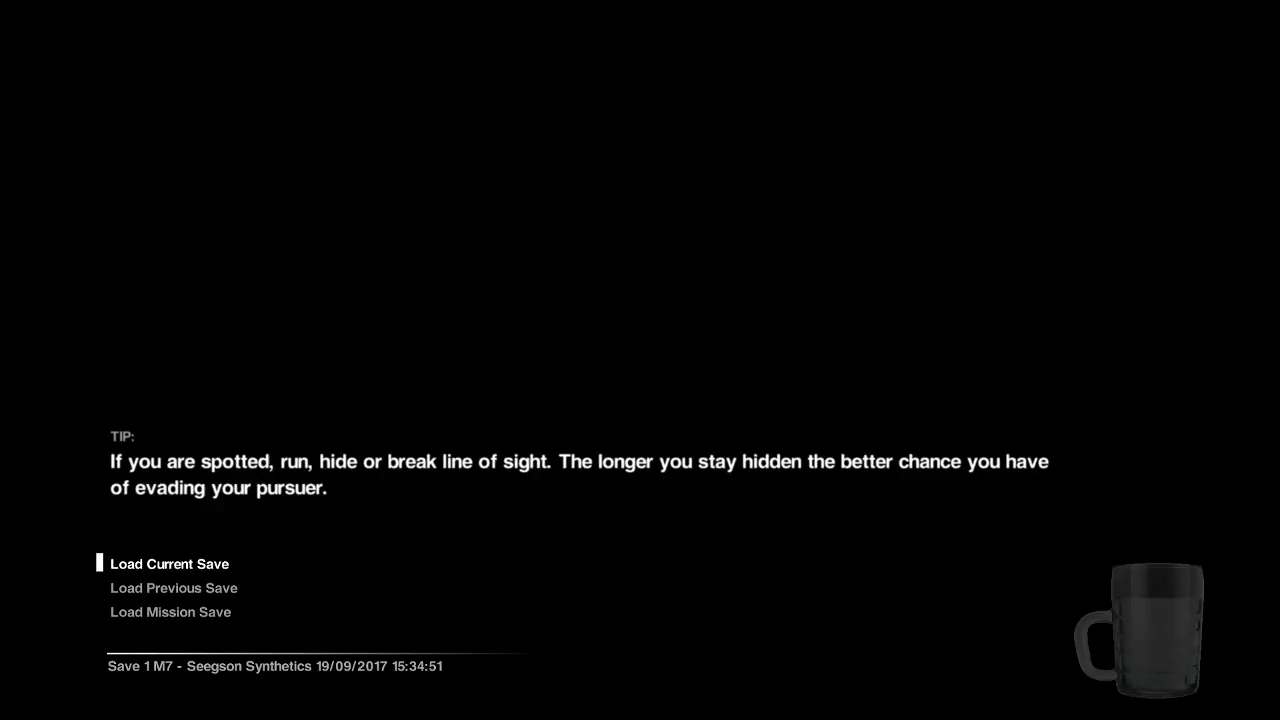 TIP:
If you are spotted, run, hide or break line of sight. The longer you stay hidden the better chance you have
of evading your pursuer.
Load Current Save
Load Previous Save
Load Mission Save
Save 1 M7 - Seegson Synthetics 19/09/2017 15:34:51